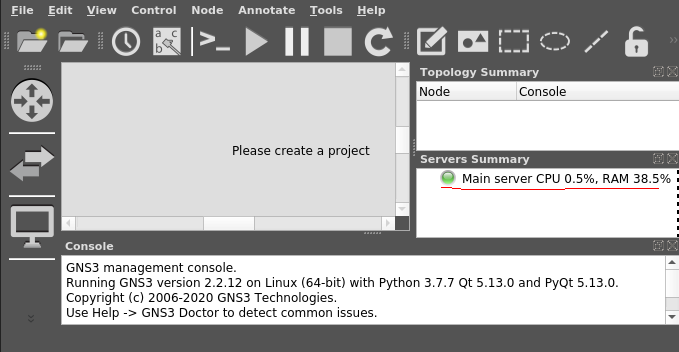 File Edit View Control Node Annotate Tools Help
a c
b
>_
Please create a project
Topology Summary
Node Console
Servers Summary
Main server CPU 0.5%, RAM 38.5%
Console
GNS3 management console.
Running GNS3 version 2.2.12 on Linux (64-bit) with Python 3.7.7 Qt 5.13.0 and PyQt 5.13.0.
Copyright (c) 2006-2020 GNS3 Technologies.
Use Help -> GNS3 Doctor to detect common issues.